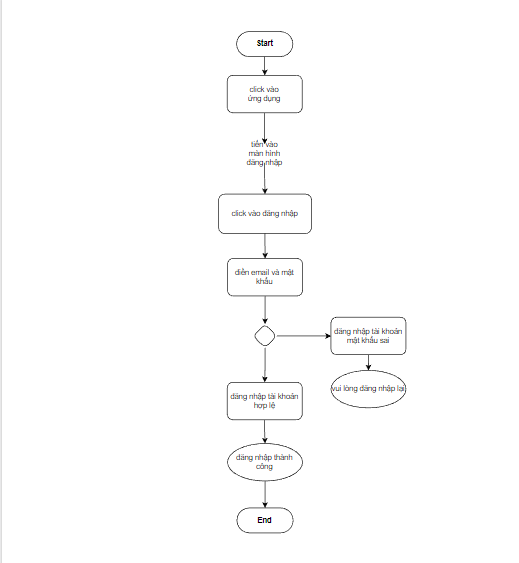 Start
click vào
ứng dụng
tiến vào
màn hình
đăng nhập
click vào đăng nhập
điền email và mật
khẩu
đăng nhập tài khoản
mật khẩu sai
vui lòng đăng nhập lại
đăng nhập tài khoản
hợp lệ
đăng nhập thành
công
End